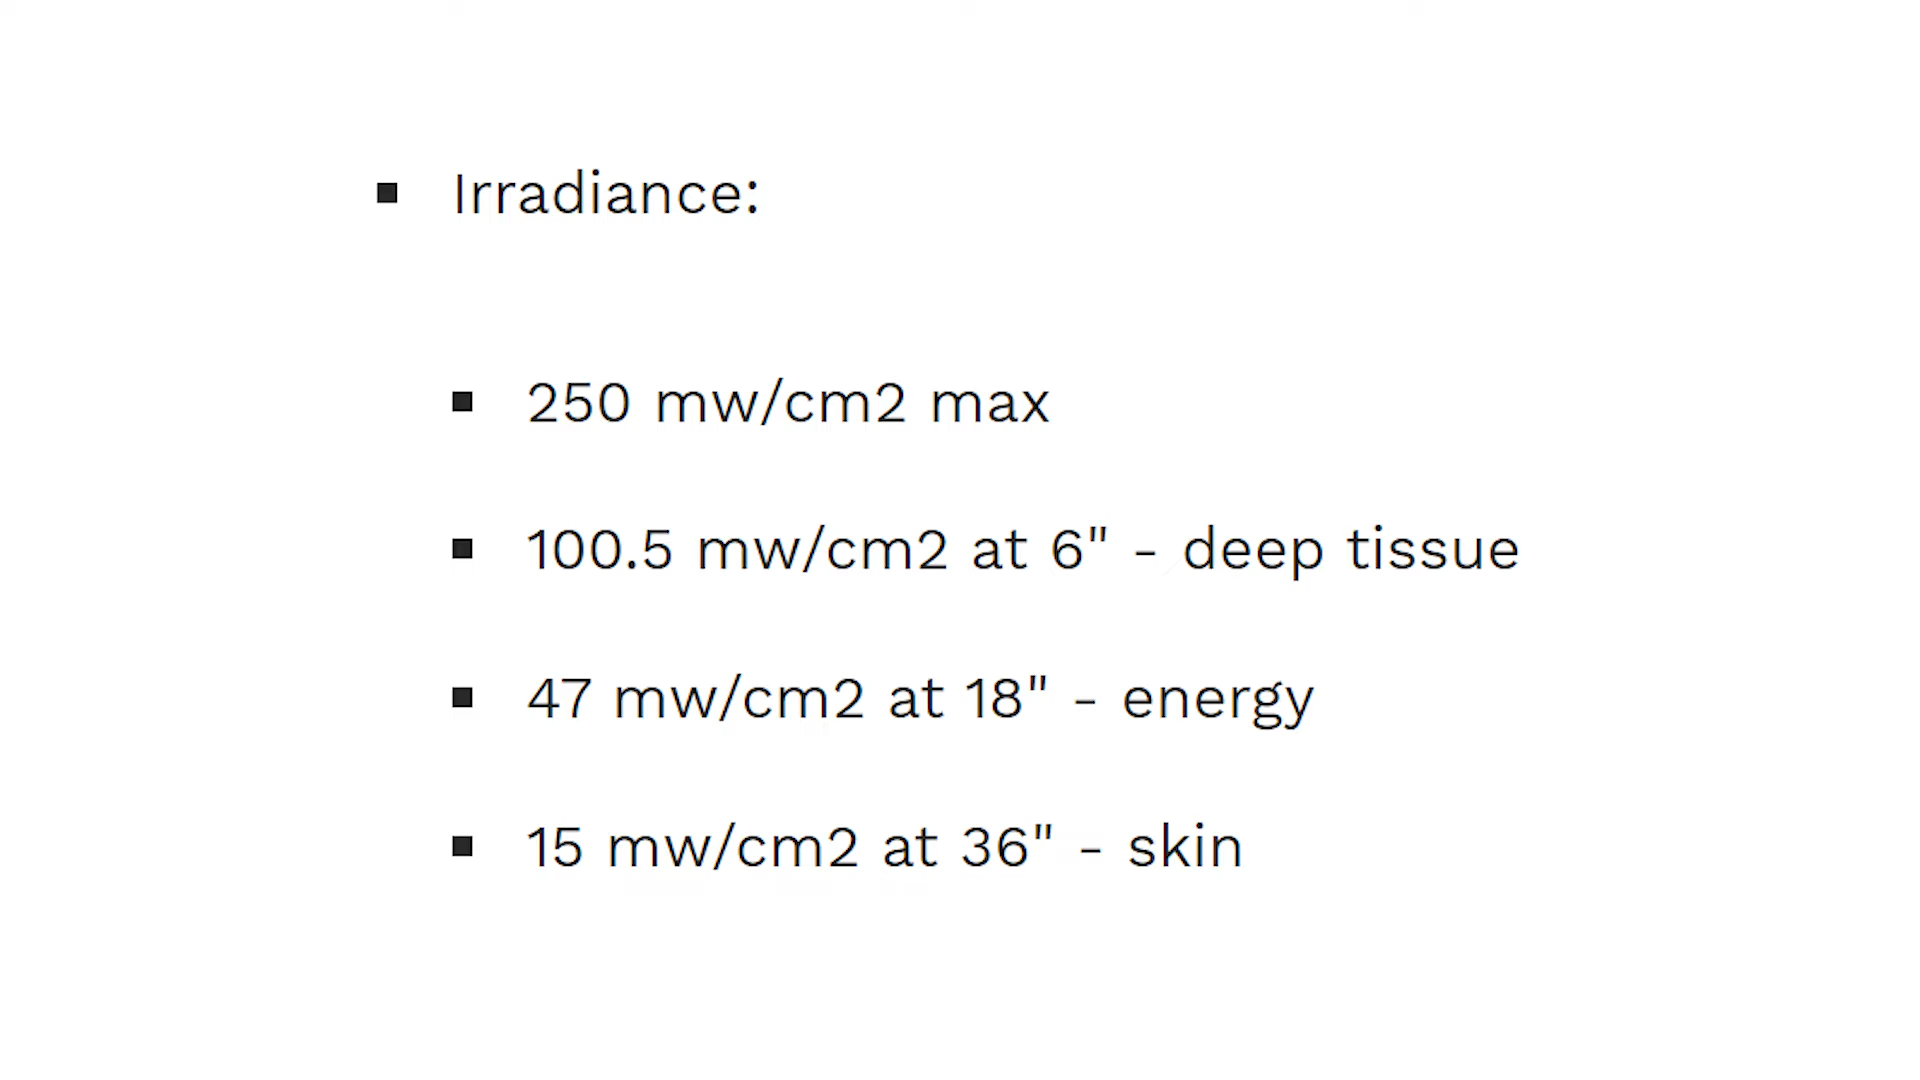 Irradiance:
250 mw/cm2 max
100.5 mw/cm2 at 6" - deep tissue
47 mw/cm2 at 18" - energy
15 mw/cm2 at 36" - skin